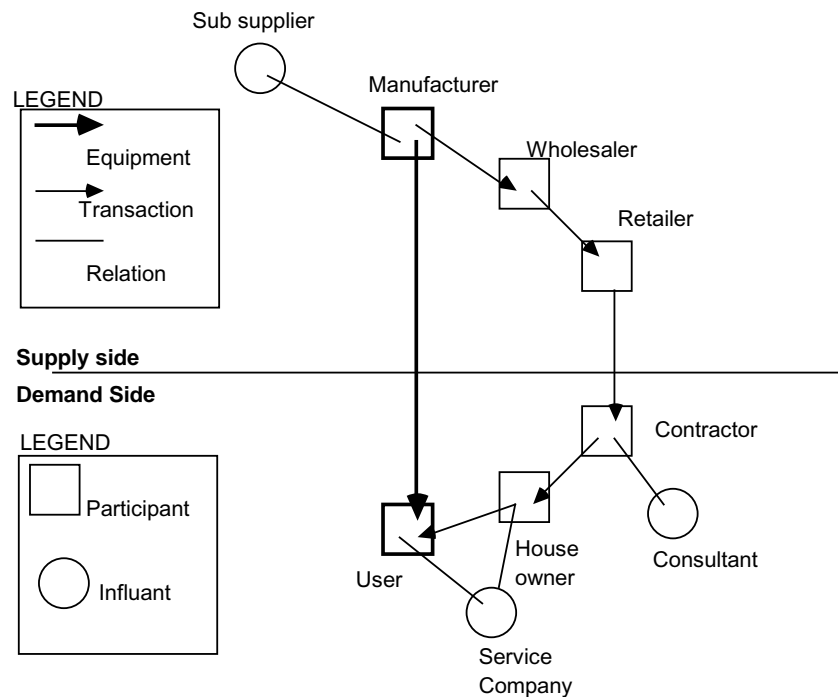 Sub supplier
Manufacturer
LEGEND
Equipment
Transaction
Relation
Wholesaler
Retailer
Supply side
Demand Side
LEGEND
Participant
Influant
Contractor
Consultant
House
owner
User
Service
Company